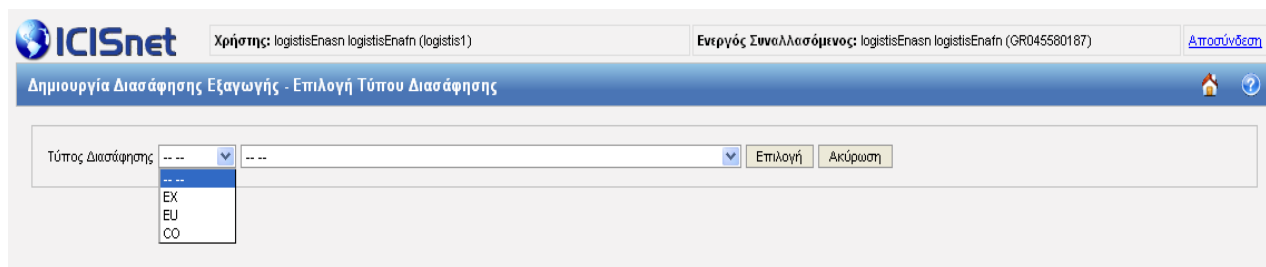 ICISnet Χρήστης: logistisEnasn logistisEnafn (logistis1) Ενεργός Συναλλασόμενος: logistisEnasn logistisEnafn (GR045580187) Αποσύνδεση
Δημιουργία Διασάφησης Εξαγωγής - Επιλογή Τύπου Διασάφησης
Τύπος Διασάφησης -- -- -- -- Επιλογή Ακύρωση
-- --
EX
EU
CO